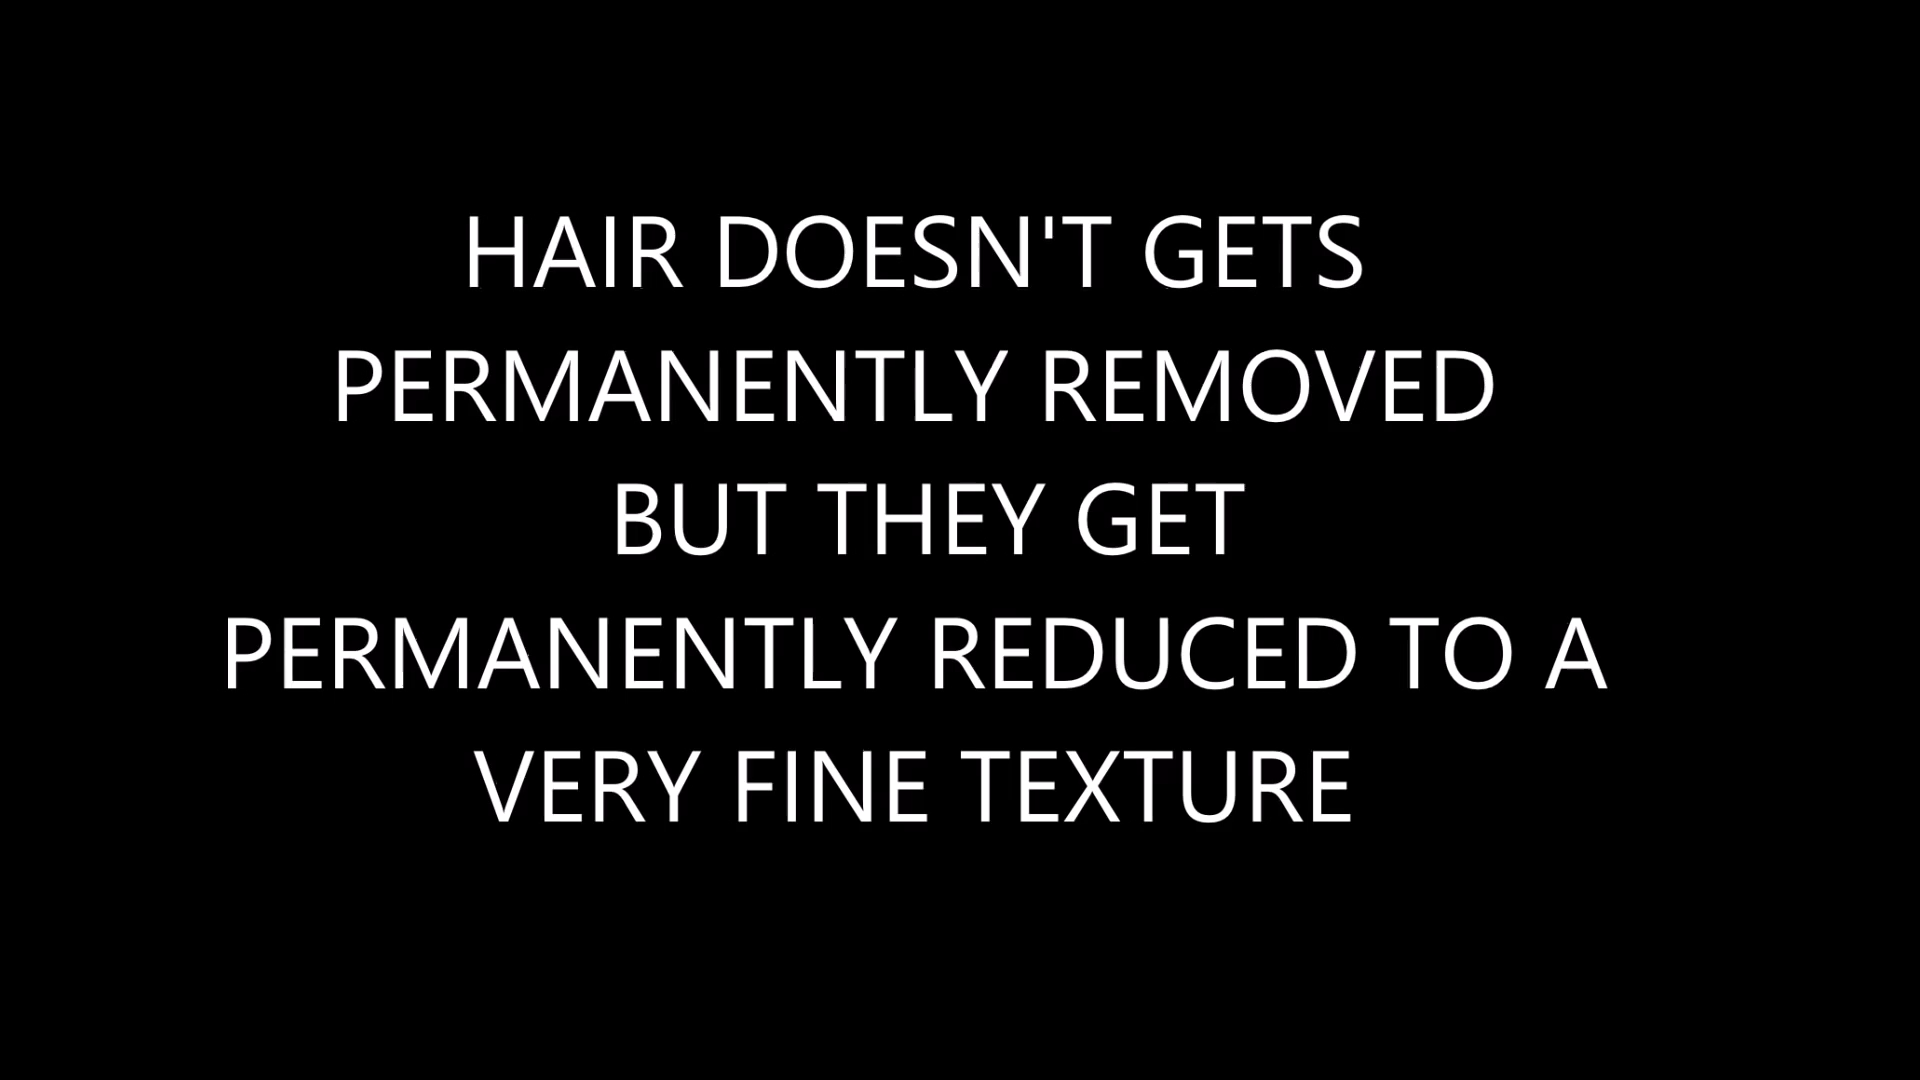 HAIR DOESN'T GETS
PERMANENTLY REMOVED
BUT THEY GET
PERMANENTLY REDUCED TO A
VERY FINE TEXTURE